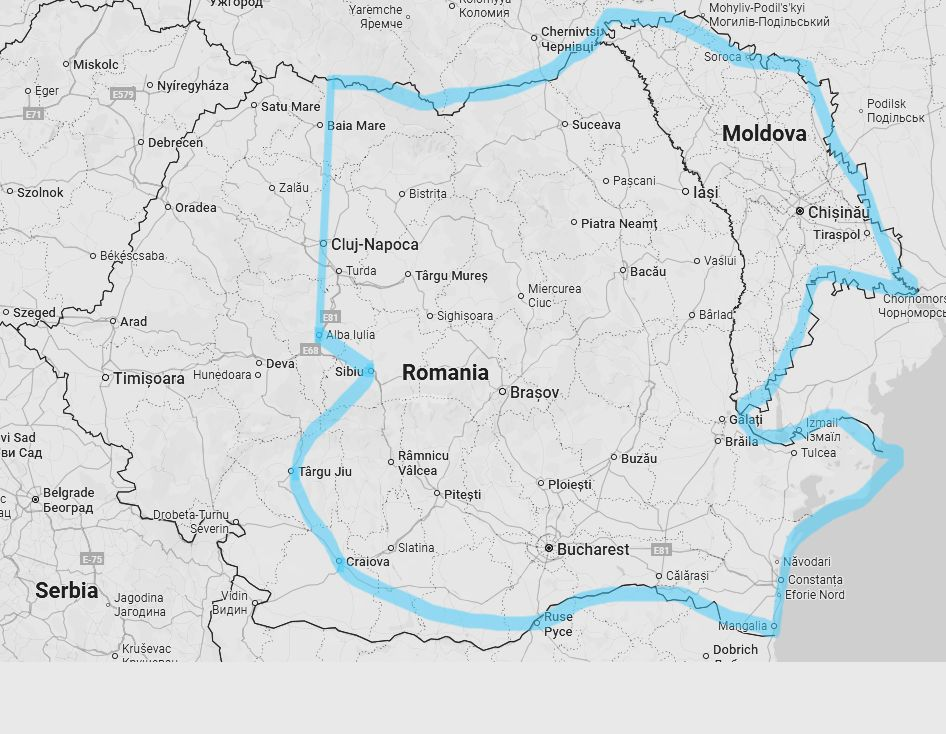 Ужгород
Yaremche
Яремче
Kolomyya
Коломия
Mohyliv-Podil's'kyi
Могилів-Подільський
Chernivtsi
Чернівці
Soroca
Miskolc
Nyíregyháza
Eger
E579
E71
Satu Mare
Baia Mare
Suceava
Podilsk
Подільськ
Moldova
Debrecen
Szolnok
Zalău
Bistrița
Pașcani
Iași
Oradea
Piatra Neamț
Chișinău
Tiraspol
Cluj-Napoca
Békéscsaba
Turda
Târgu Mureș
Bacău
Vaslui
Miercurea
Ciuc
Chornomors
Чорноморсь
Szeged
Arad
E81
Sighișoara
Bârlad
Alba Iulia
E68
Deva
Hunedoara
Sibiu
Romania
Timișoara
Brașov
Galați
Brăila
Izmail
Ізмаїл
Tulcea
vi Sad
ви Сад
Râmnicu
Vâlcea
Buzău
Târgu Jiu
Ploiești
Pitești
Belgrade
Београд
Drobeta-Turnu
Severin
Slatina
Bucharest
E81
E-75
Craiova
Călărași
Năvodari
Constanța
Eforie Nord
Serbia
Jagodina
Јагодина
Vidin
Видин
Ruse
Русе
Mangalia
Kruševac
Dobrich